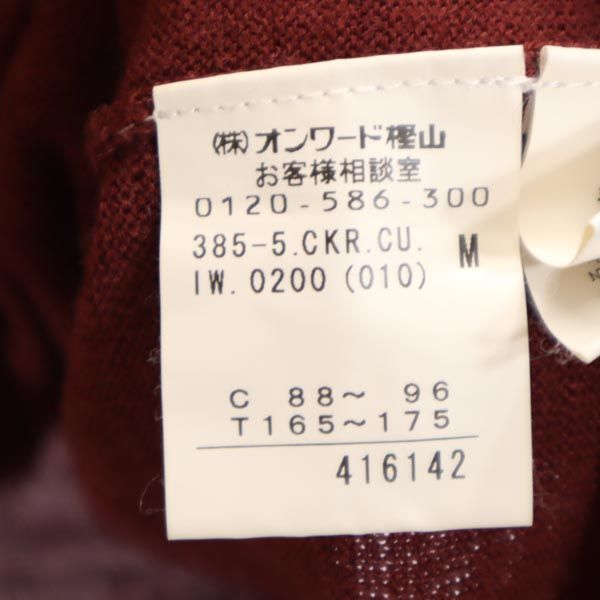 ㈱オンワード樫山
お客様相談室
0120-586-300
385-5.CKR.CU. M
IW.0200 (010)
C 88～ 96
T165～175
416142